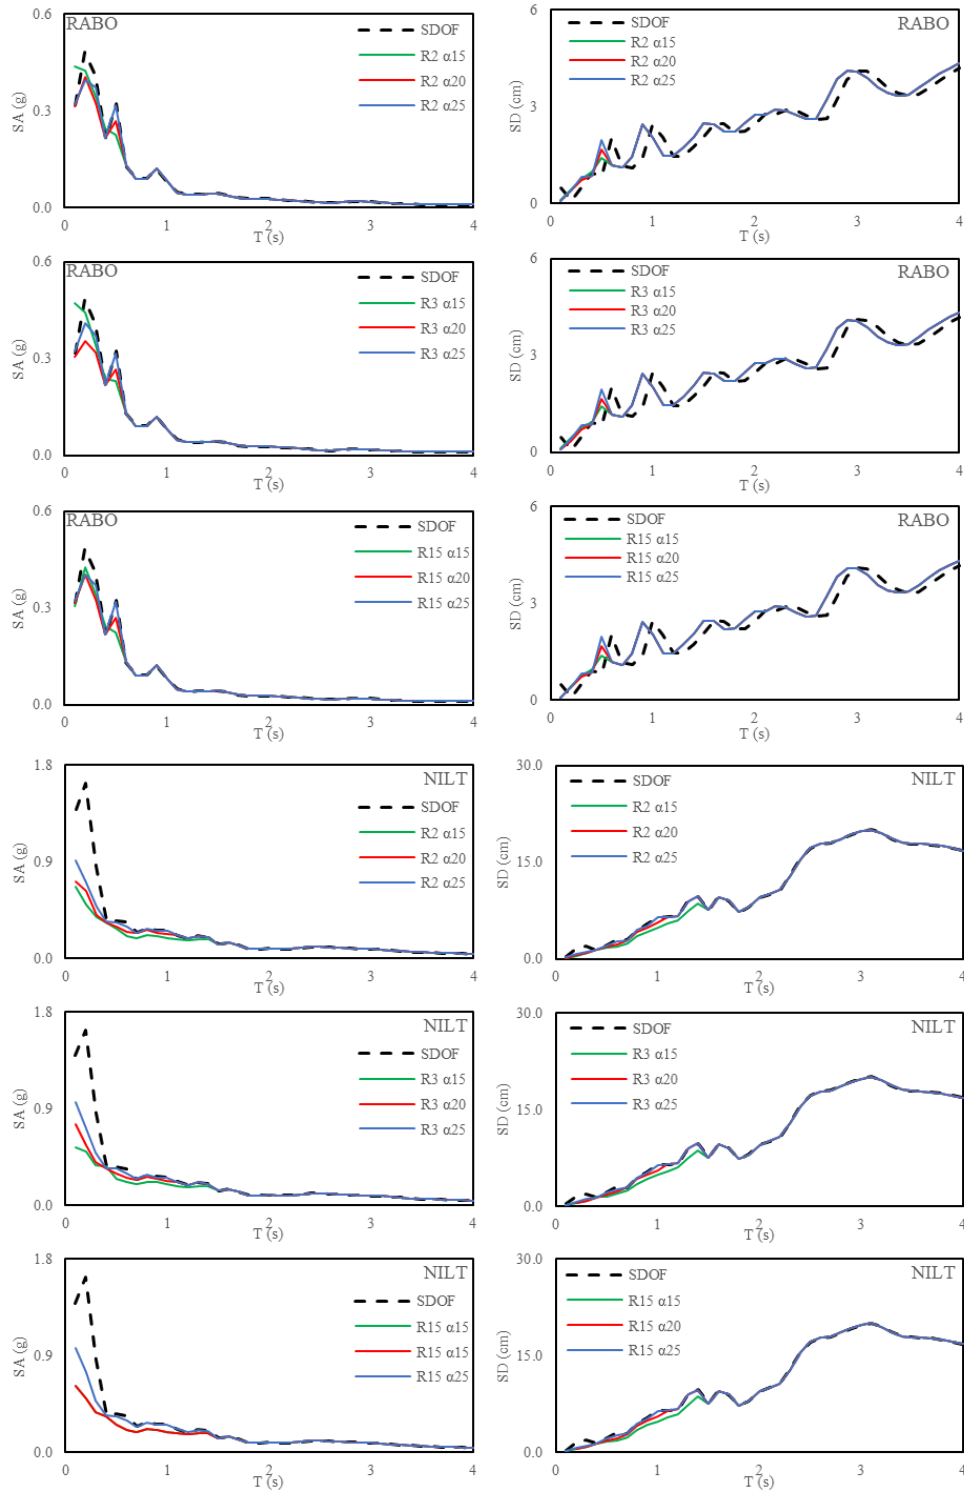 0.6
RABO
SDOF
R2 α15
R2 α20
R2 α25
SA (g)
0.3
0.0
0
1
2
3
4
T (s)
6
RABO
SDOF
R2 α15
R2 α20
R2 α25
SD (cm)
3
0
0
1
2
3
4
T (s)
0.6
RABO
SDOF
R3 α15
R3 α20
R3 α25
SA (g)
0.3
0.0
0
1
2
3
4
T (s)
6
RABO
SDOF
R3 α15
R3 α20
R3 α25
SD (cm)
3
0
0
1
2
3
4
T (s)
0.6
RABO
SDOF
R15 α15
R15 α20
R15 α25
SA (g)
0.3
0.0
0
1
2
3
4
T (s)
6
RABO
SDOF
R15 α15
R15 α20
R15 α25
SD (cm)
3
0
0
1
2
3
4
T (s)
1.8
NILT
SDOF
R2 α15
R2 α20
R2 α25
SA (g)
0.9
0.0
0
1
2
3
4
T (s)
30.0
NILT
SDOF
R2 α15
R2 α20
R2 α25
SD (cm)
15.0
0.0
0
1
2
3
4
T (s)
1.8
NILT
SDOF
R3 α15
R3 α20
R3 α25
SA (g)
0.9
0.0
0
1
2
3
4
T (s)
30.0
NILT
SDOF
R3 α15
R3 α20
R3 α25
SD (cm)
15.0
0.0
0
1
2
3
4
T (s)
1.8
NILT
SDOF
R15 α15
R15 α15
R15 α25
SA (g)
0.9
0.0
0
1
2
3
4
T (s)
30.0
NILT
SDOF
R15 α15
R15 α20
R15 α25
SD (cm)
15.0
0.0
0
1
2
3
4
T (s)